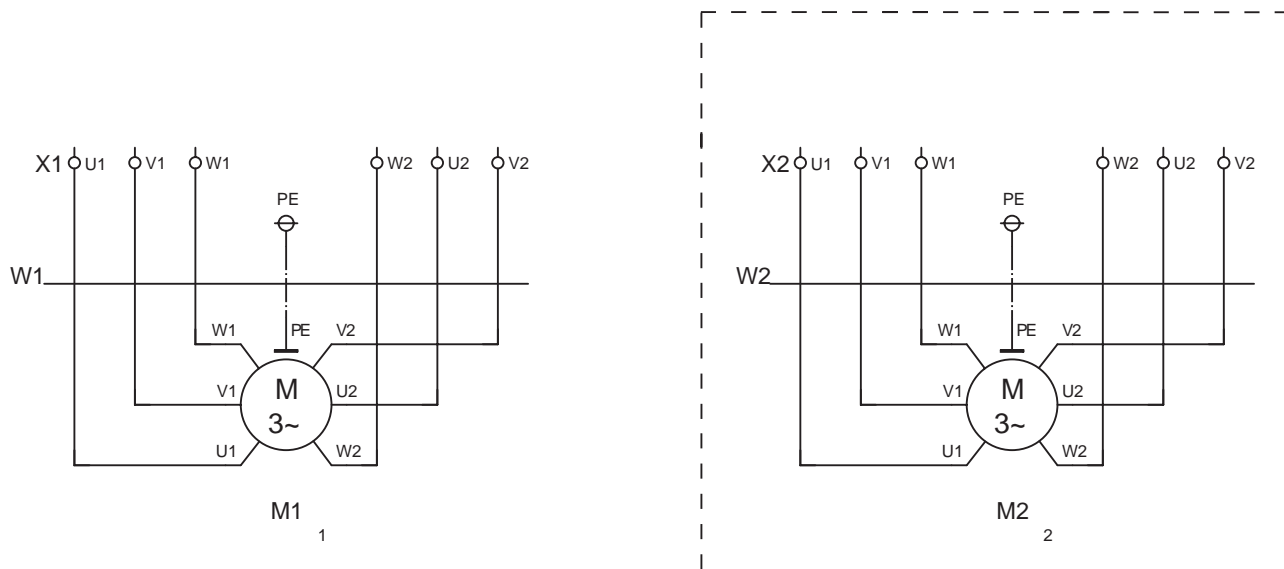 X1 U1 V1 W1 W2 U2 V2 X2 U1 V1 W1 W2 U2 V2
PE PE
W1 W2
W1 PE V2 W1 PE V2
V1 M U2 V1 M U2
3~ 3~
U1 W2 U1 W2
M1 M2
1 2